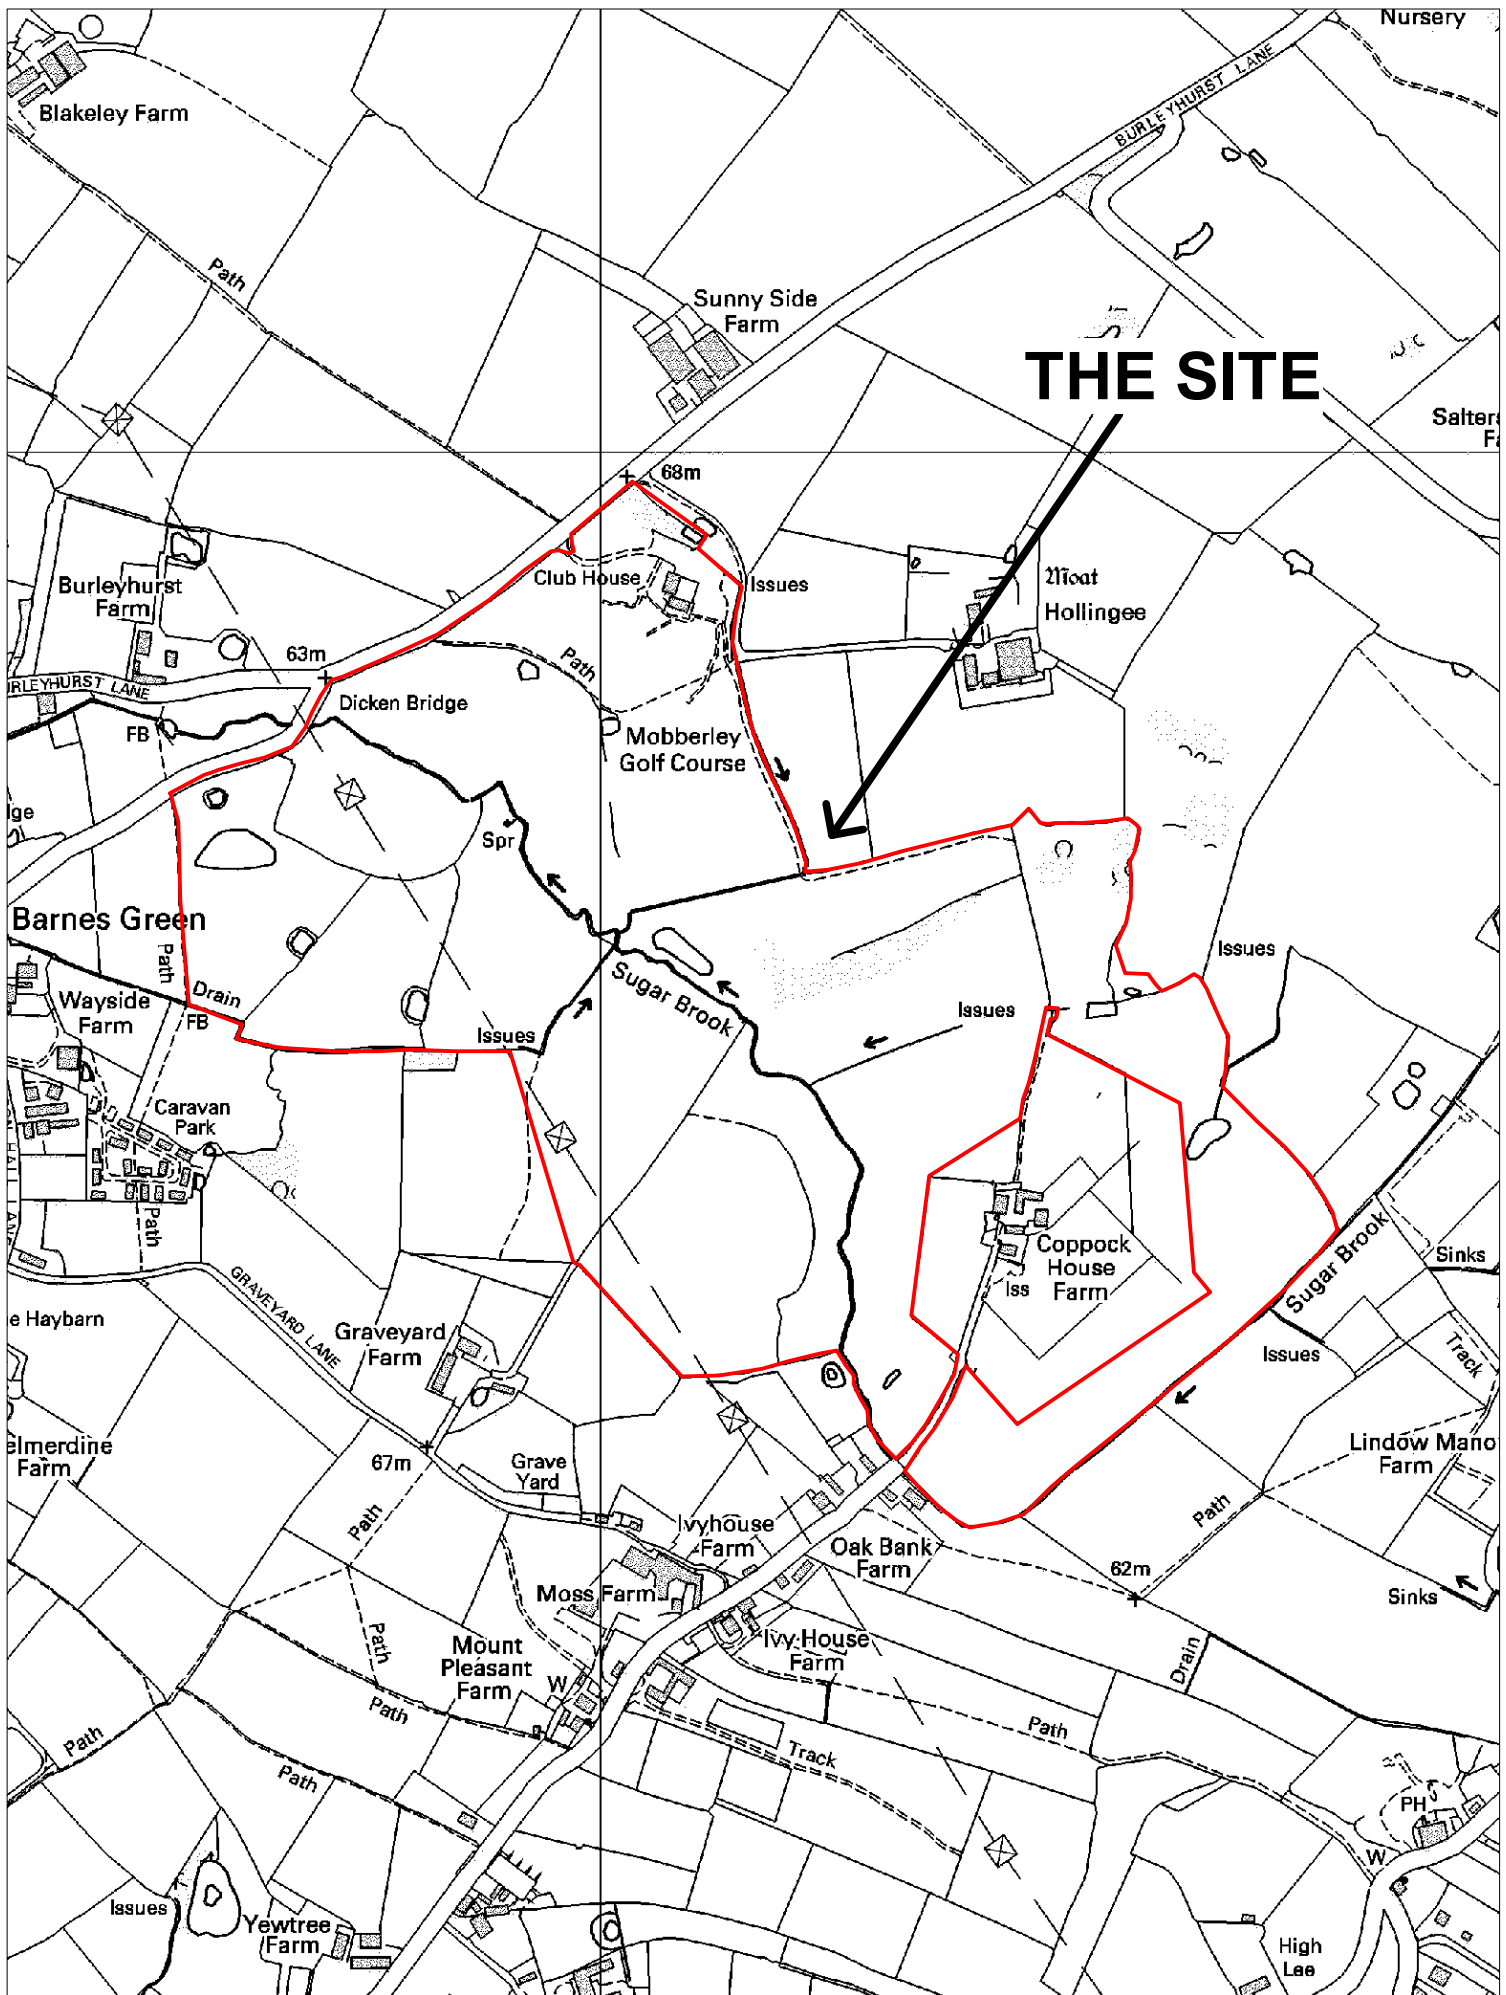 Nursery
Blakeley Farm
BURLEYHURST LANE
Path
Sunny Side
Farm
THE SITE
68m
Club House
Issues
Moat
Hollingee
Burleyhurst
Farm
63m
Path
LANE
Dicken Bridge
FB
Mobberley
Golf Course
Spr
Barnes Green
Path
Drain
FB
Wayside
Farm
Issues
Sugar Brook
Issues
Issues
Caravan
Park
Path
GRAVEYARD LANE
Coppock
House
Farm
Iss
Sugar Brook
Sinks
Haybarn
Graveyard
Farm
Issues
Track
Farm
67m
Grave
Yard
Lindow
Farm
Path
Path
Ivyhouse
Farm
Oak Bank
Farm
62m
Sinks
Moss Farm
Path
Mount
Pleasant
Farm
W
Ivy House
Farm
Drain
Path
Path
Path
Path
Track
PH
W
Issues
Yewtree
Farm
High
Lee